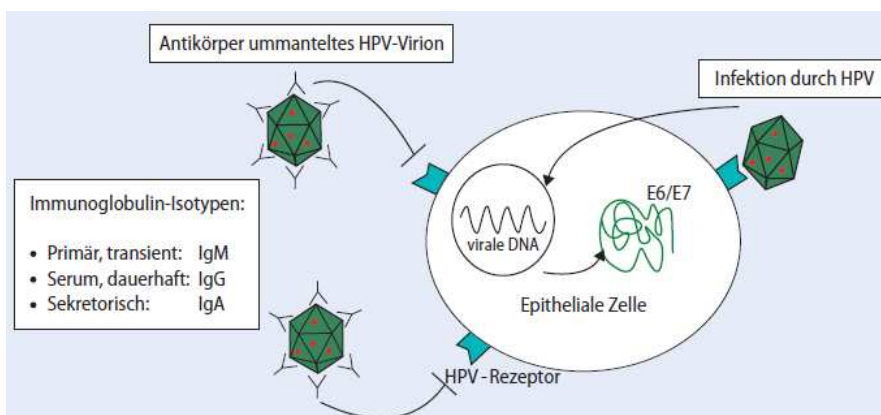 Antikörper ummanteltes HPV-Virion
Infektion durch HPV
Immunoglobulin-Isotypen:
• Primär, transient: IgM
• Serum, dauerhaft: IgG
• Sekretorisch: IgA
E6/E7
virale DNA
Epitheliale Zelle
HPV - Rezeptor